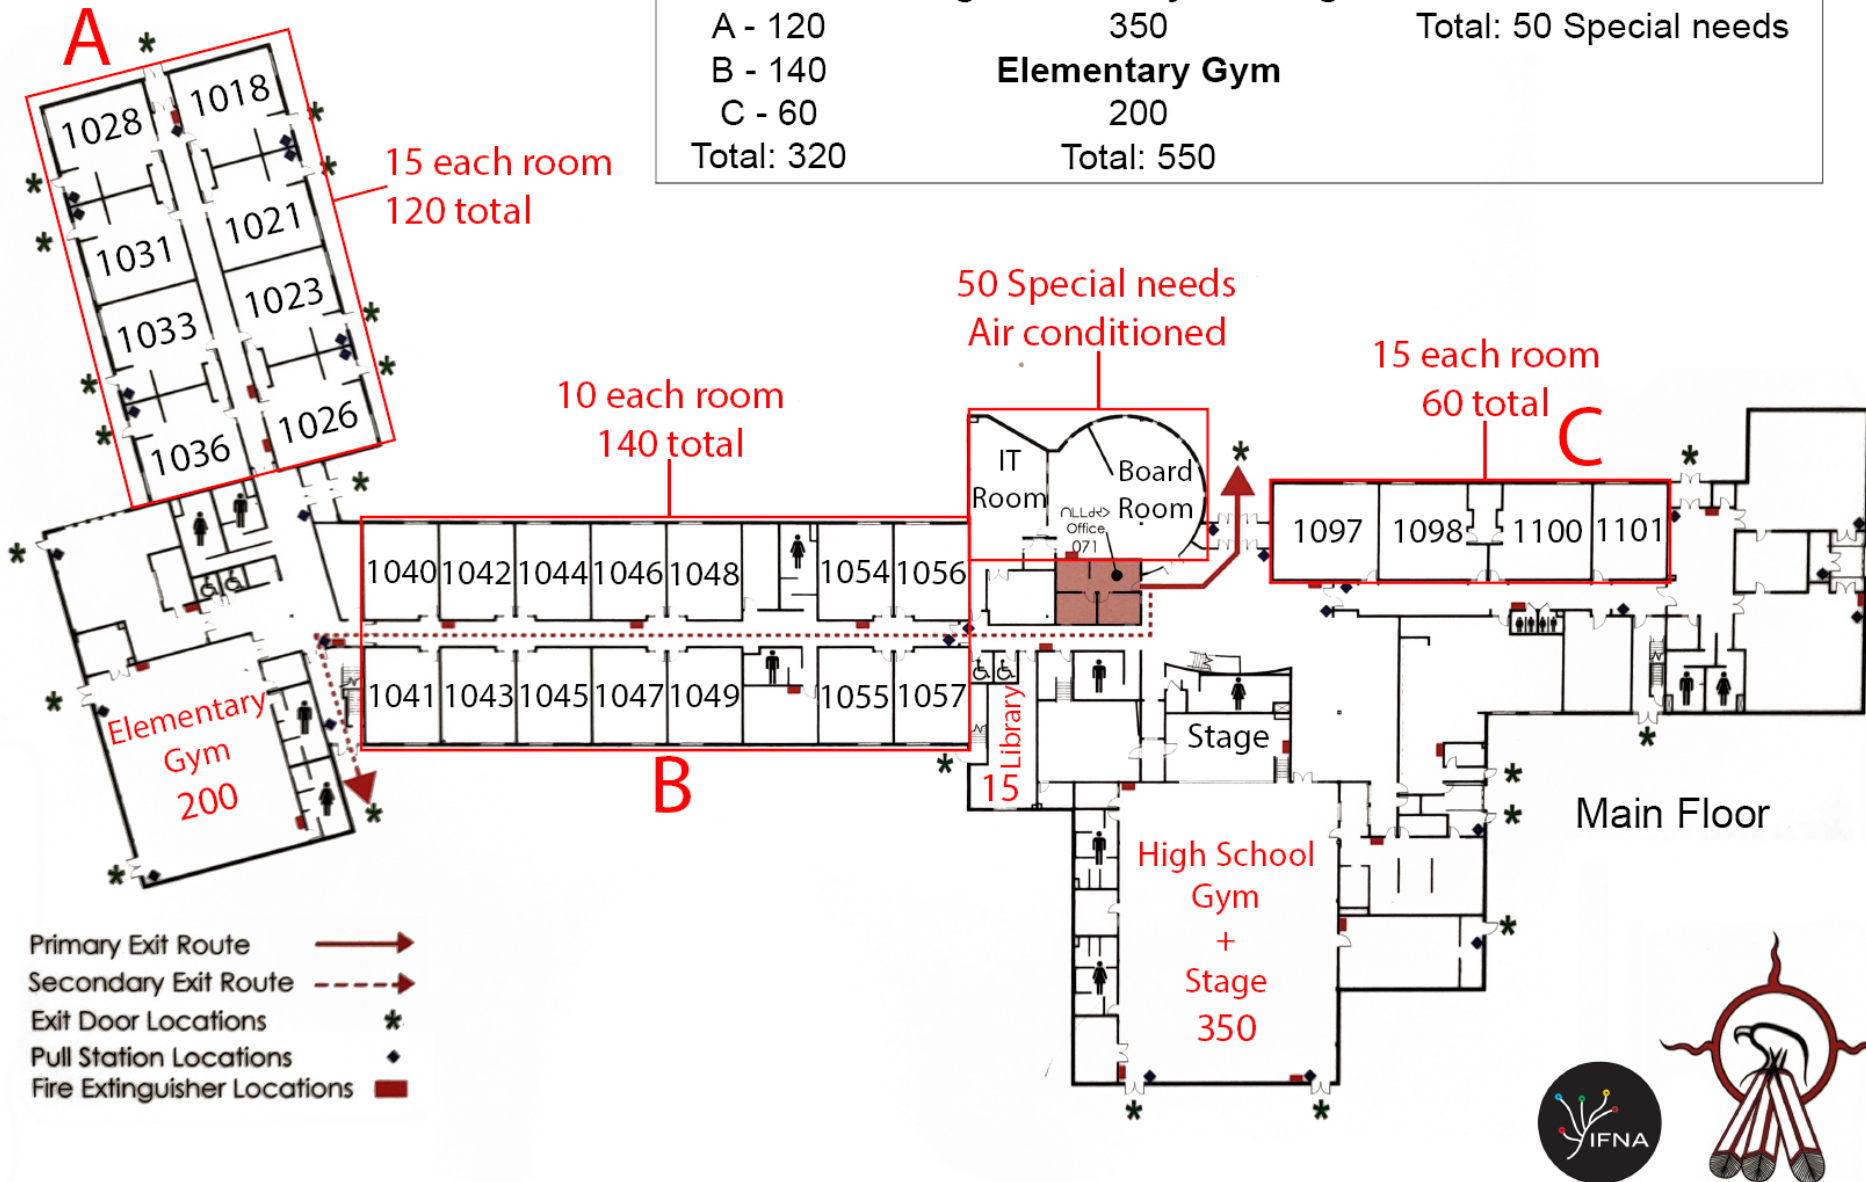 A - 120
350
Total: 50 Special needs
B - 140
Elementary Gym
C - 60
200
Total: 320
Total: 550
A
1028
1018
15 each room
120 total
1031
1021
1033
1023
1036
1026
50 Special needs
Air conditioned
15 each room
60 total
C
10 each room
140 total
IT
Room
Board
Room
ᑎᒪᒪᑯᐅ
Office
071
1097
1098
1100
1101
1040
1042
1044
1046
1048
1054
1056
1041
1043
1045
1047
1049
1055
1057
B
Library
15
Stage
Elementary
Gym
200
Main Floor
High School
Gym
+
Stage
350
Primary Exit Route
Secondary Exit Route
Exit Door Locations
Pull Station Locations
Fire Extinguisher Locations
IFNA